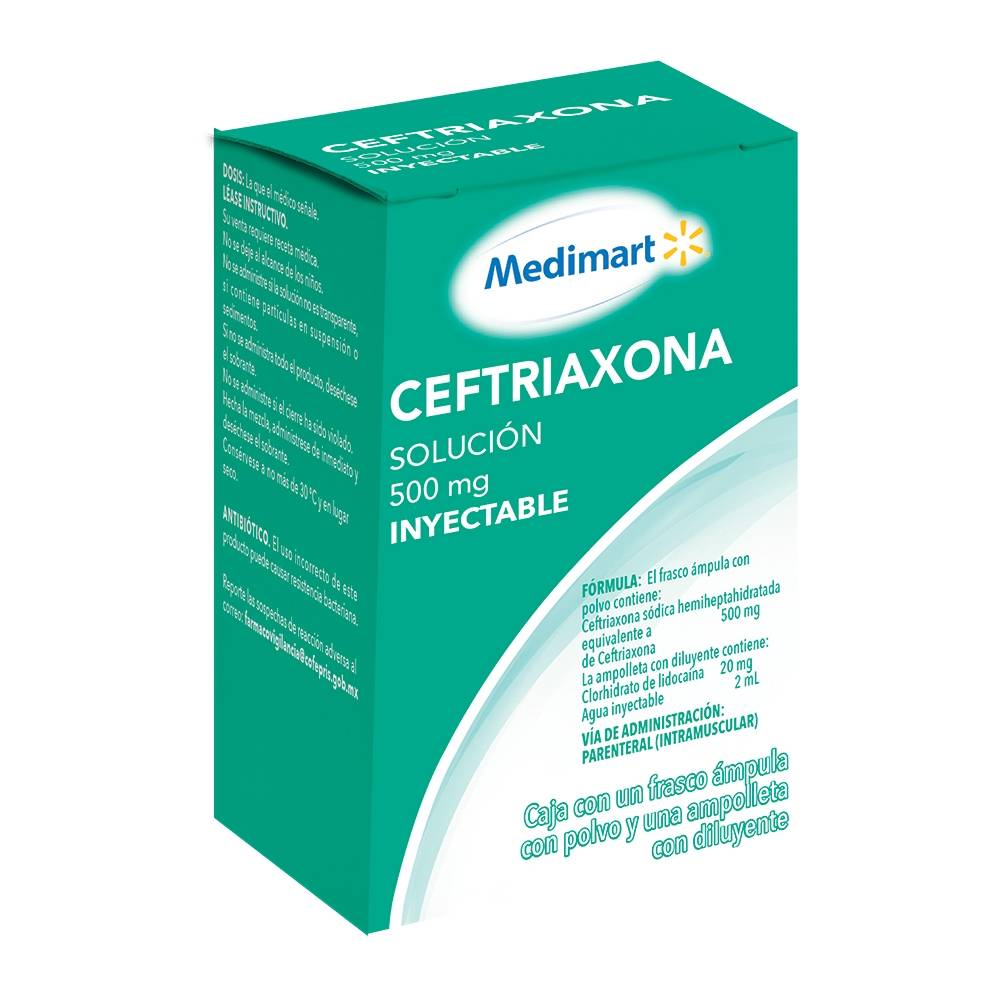 CEFTRIAXONA
SOLUCIÓN
500 mg
INYECTABLE
DOSIS: La que el médico señale.
LÉASE INSTRUCTIVO.
Su venta requiere receta médica.
No se deje al alcance de los niños.
No se administre si la solución no es transparente,
si contiene partículas en suspensión o
sedimentos.
Si no se administra todo el producto, deséchese
el sobrante.
No se administre si el cierre ha sido violado.
Hecha la mezcla, adminístrese de inmediato y
deséchese el sobrante.
Consérvese a no más de 30 °C y en lugar
seco.
ANTIBIÓTICO. El uso incorrecto de este
producto puede causar resistencia bacteriana.
Reporte las sospechas de reacción adversa al
correo: farmacovigilancia@cofepris.gob.mx
Medimart
CEFTRIAXONA
SOLUCIÓN
500 mg
INYECTABLE
FÓRMULA: El frasco ámpula con
polvo contiene:
Ceftriaxona sódica hemiheptahidratada
equivalente a 500 mg
de Ceftriaxona
La ampolleta con diluyente contiene:
Clorhidrato de lidocaína 20 mg
Agua inyectable 2 mL
VÍA DE ADMINISTRACIÓN:
PARENTERAL (INTRAMUSCULAR)
Caja con un frasco ámpula
con polvo y una ampolleta
con diluyente